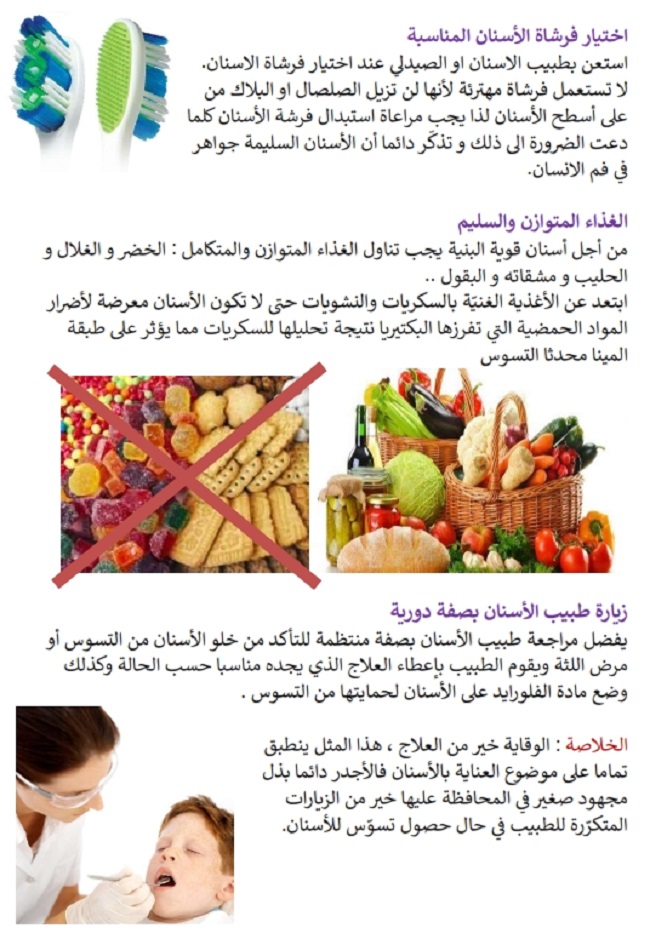 اختيار فرشاة الأسنان المناسبة
استعن بطبيب الاسنان او الصيدلي عند اختيار فرشاة الاسنان.
لا تستعمل فرشاة مهترئة لأنها لن تزيل الصلصال او البلاك من
على أسطح الأسنان لذا يجب مراعاة استبدال فرشة الأسنان كلما
دعت الضرورة الى ذلك و تذكّر دائما أن الأسنان السليمة جواهر
في فم الانسان.
الغذاء المتوازن والسليم
من أجل أسنان قوية البنية يجب تناول الغذاء المتوازن والمتكامل : الخضر و الغلال و
الحليب و مشقاته و البقول ..
ابتعد عن الأغذية الغنيّة بالسكريات والنشويات حتى لا تكون الأسنان معرضة لأضرار
المواد الحمضية التي تفرزها البكتيريا نتيجة تحليلها للسكريات مما يؤثر على طبقة
المينا محدثا التسوس
زيارة طبيب الأسنان بصفة دورية
يفضل مراجعة طبيب الأسنان بصفة منتظمة للتأكد من خلو الأسنان من التسوس أو
مرض اللثة ويقوم الطبيب بإعطاء العلاج الذي يجده مناسبا حسب الحالة وكذلك
وضع مادة الفلورايد على الأسنان لحمايتها من التسوس .
الخلاصة : الوقاية خير من العلاج ، هذا المثل ينطبق
تماما على موضوع العناية بالأسنان فالأجدر دائما بذل
مجهود صغير في المحافظة عليها خير من الزيارات
المتكرّرة للطبيب في حال حصول تسوّس للأسنان.